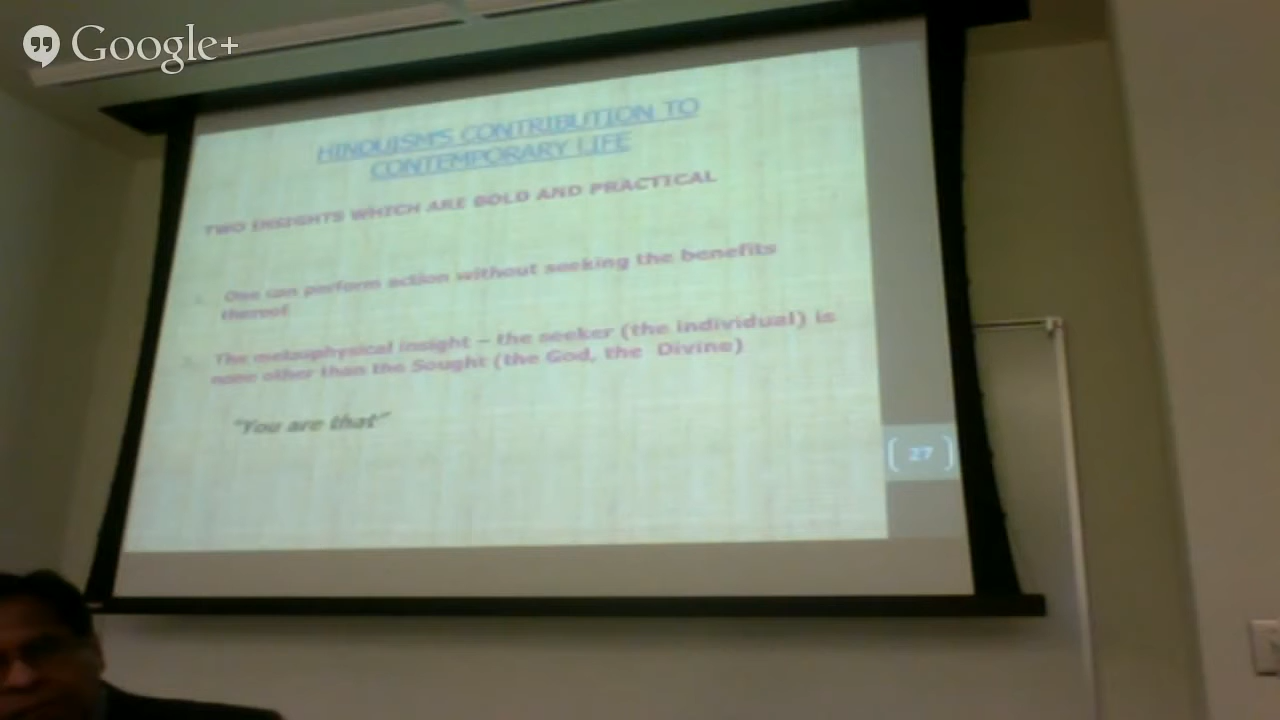 Google+
HINDUISM'S CONTRIBUTION TO
CONTEMPORARY LIFE
TWO INSIGHTS WHICH ARE BOLD AND PRACTICAL
One can perform action without seeking the benefits
thereof
The metaphysical insight – the seeker (the individual) is
none other than the Sought (the God, the Divine)
"You are that"
27